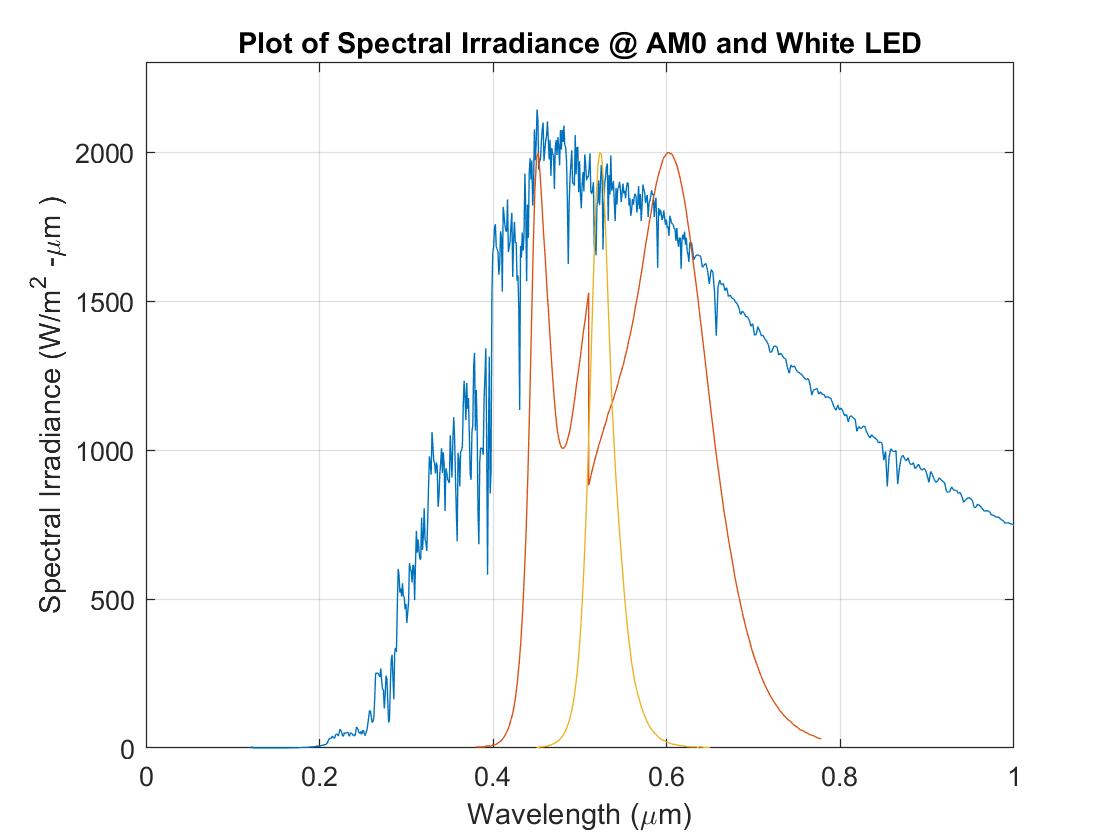 Plot of Spectral Irradiance @ AM0 and White LED
Spectral Irradiance (W/m² -μm )
2000
1500
1000
500
0
0 0.2 0.4 0.6 0.8 1
Wavelength (μm)